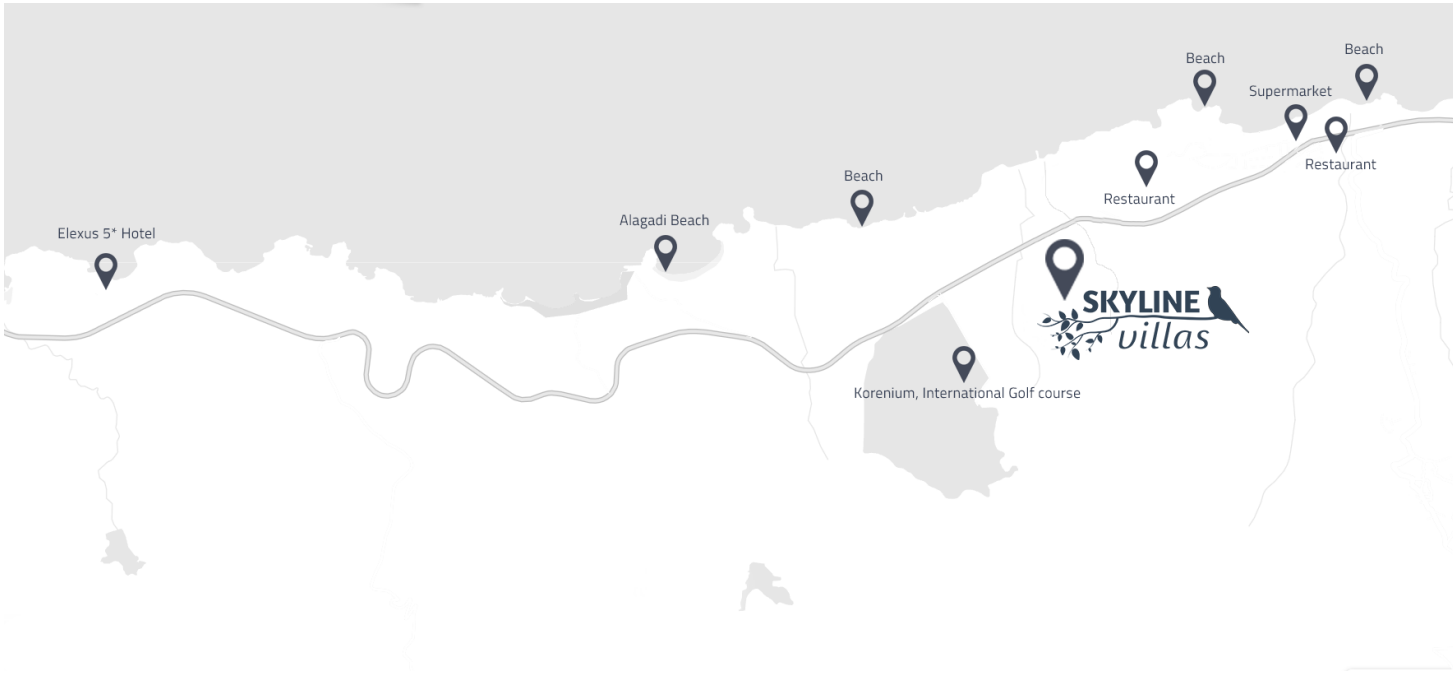 Beach
Beach
Supermarket
Restaurant
Beach
Restaurant
Alagadi Beach
Elexus 5* Hotel
SKYLINE
villas
Korenium, International Golf course